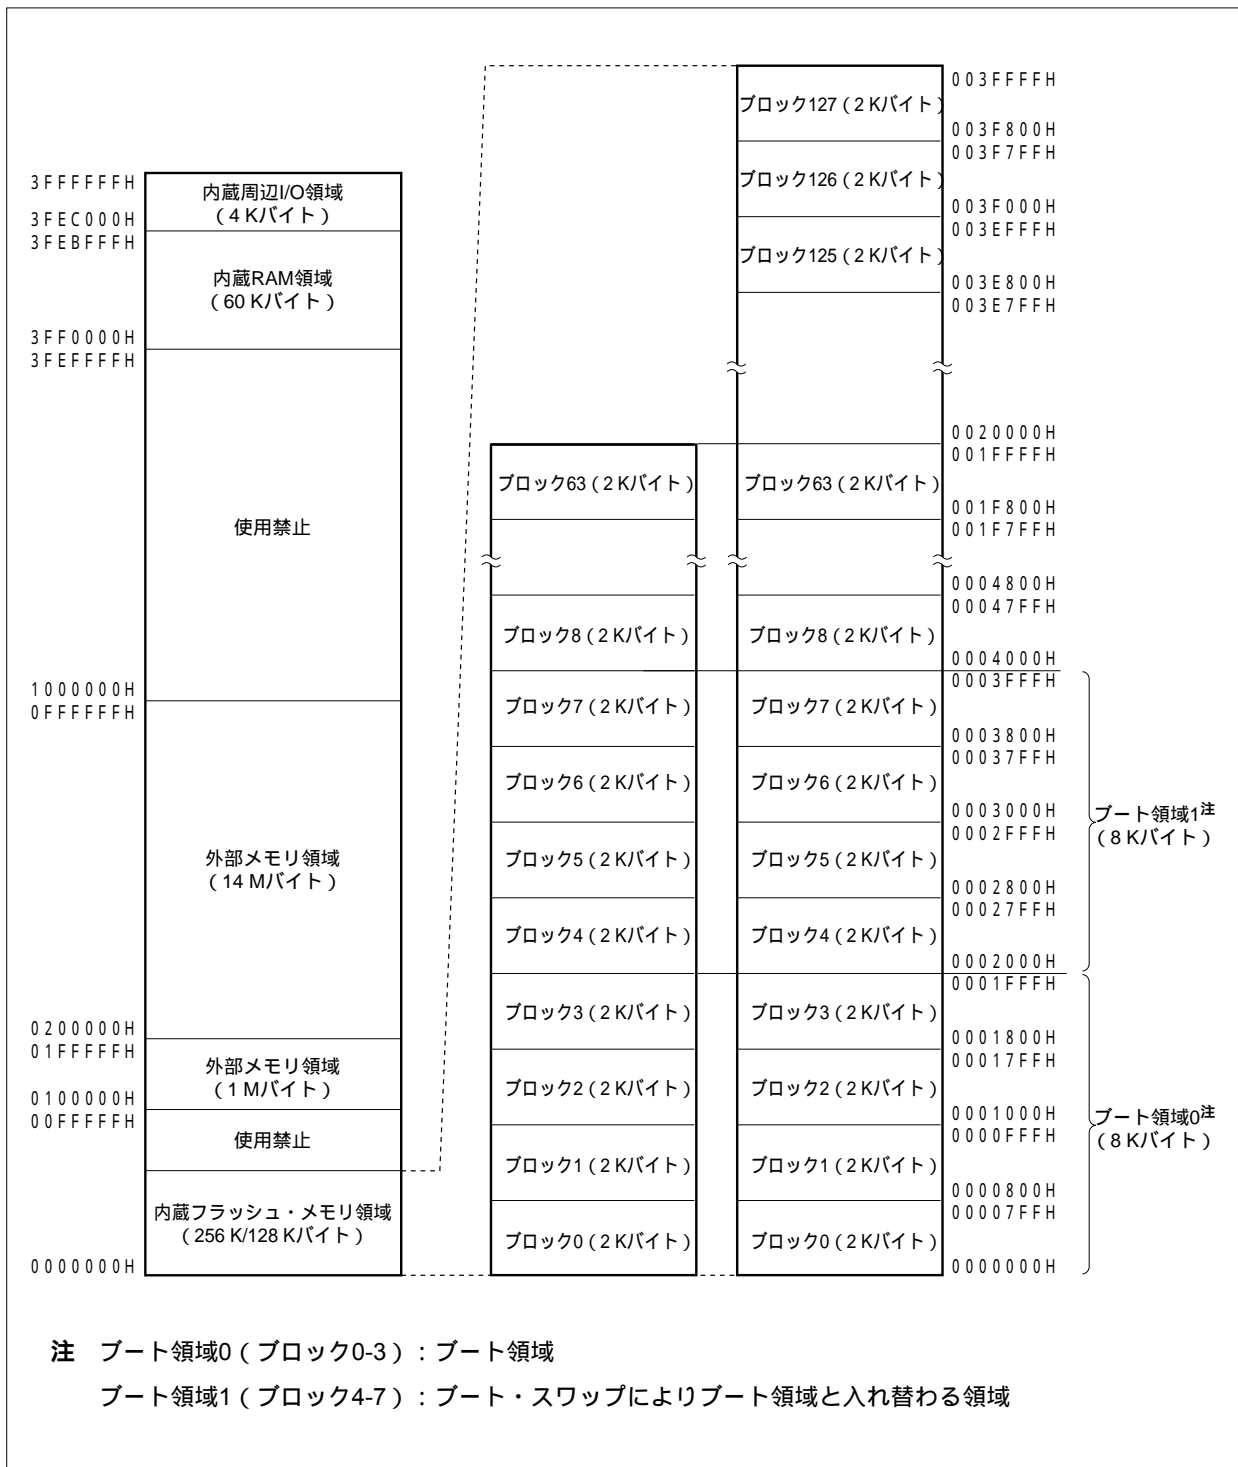 3FFFFFFH
内蔵周辺I/O領域
（4 Kバイト）
3FEC000H
3FEBFFFH
内蔵RAM領域
（60 Kバイト）
3FF0000H
3FEFFFFH
使用禁止
1000000H
0FFFFFFH
外部メモリ領域
（14 Mバイト）
0200000H
01FFFFFH
外部メモリ領域
（1 Mバイト）
0100000H
00FFFFFH
使用禁止
内蔵フラッシュ・メモリ領域
（256 K/128 Kバイト）
0000000H
ブロック63（2 Kバイト）
ブロック8（2 Kバイト）
ブロック7（2 Kバイト）
ブロック6（2 Kバイト）
ブロック5（2 Kバイト）
ブロック4（2 Kバイト）
ブロック3（2 Kバイト）
ブロック2（2 Kバイト）
ブロック1（2 Kバイト）
ブロック0（2 Kバイト）
003FFFFH
ブロック127（2 Kバイト）
003F800H
003F7FFH
ブロック126（2 Kバイト）
003F000H
003EFFFH
ブロック125（2 Kバイト）
003E800H
003E7FFH
0020000H
001FFFFH
ブロック63（2 Kバイト）
001F800H
001F7FFH
0004800H
00047FFH
ブロック8（2 Kバイト）
0004000H
0003FFFH
ブロック7（2 Kバイト）
0003800H
00037FFH
ブロック6（2 Kバイト）
0003000H
0002FFFH
ブロック5（2 Kバイト）
0002800H
00027FFH
ブロック4（2 Kバイト）
0002000H
0001FFFH
ブロック3（2 Kバイト）
0001800H
00017FFH
ブロック2（2 Kバイト）
0001000H
0000FFFH
ブロック1（2 Kバイト）
0000800H
00007FFH
ブロック0（2 Kバイト）
0000000H
ブート領域1注
（8 Kバイト）
ブート領域0注
（8 Kバイト）
注 ブート領域0（ブロック0-3）：ブート領域
ブート領域1（ブロック4-7）：ブート・スワップによりブート領域と入れ替わる領域